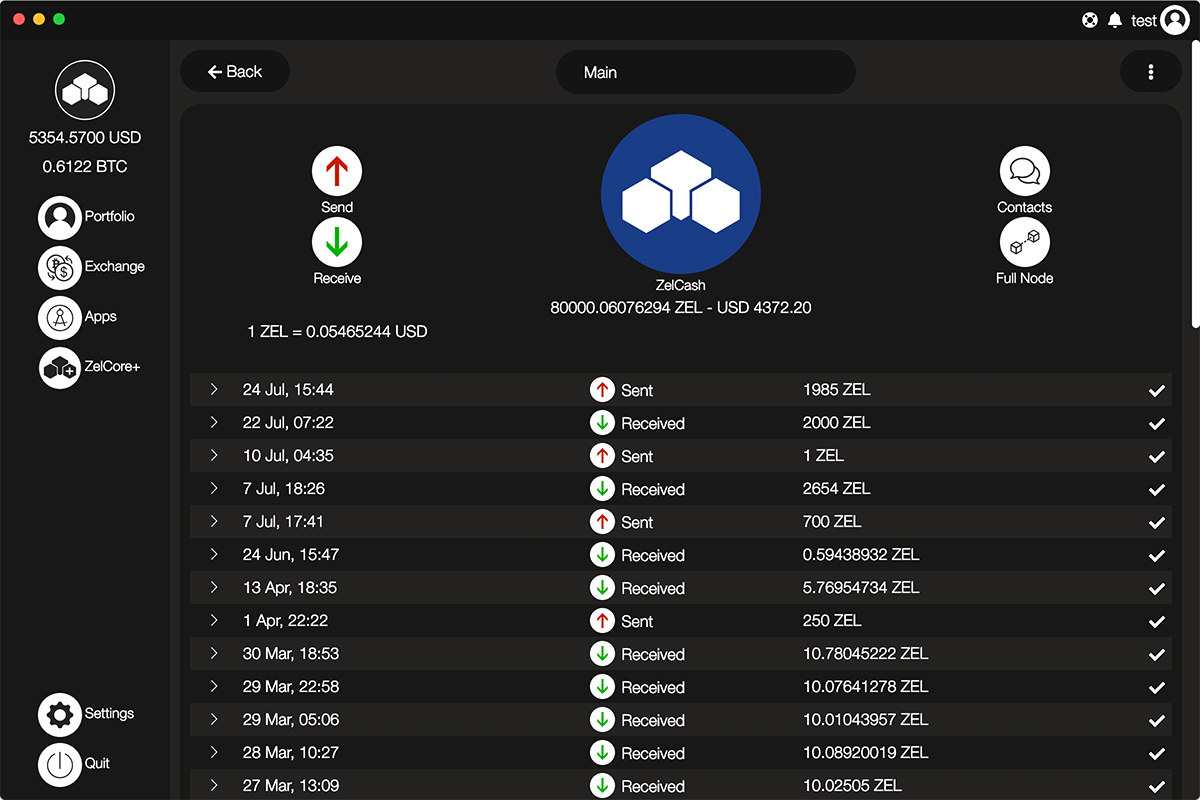 test
Back
Main
5354.5700 USD
0.6122 BTC
Portfolio
Exchange
Apps
ZelCore+
Settings
Quit
Send
Receive
Contacts
Full Node
ZelCash
80000.06076294 ZEL - USD 4372.20
1 ZEL = 0.05465244 USD
24 Jul, 15:44 Sent 1985 ZEL
22 Jul, 07:22 Received 2000 ZEL
10 Jul, 04:35 Sent 1 ZEL
7 Jul, 18:26 Received 2654 ZEL
7 Jul, 17:41 Sent 700 ZEL
24 Jun, 15:47 Received 0.59438932 ZEL
13 Apr, 18:35 Received 5.76954734 ZEL
1 Apr, 22:22 Sent 250 ZEL
30 Mar, 18:53 Received 10.78045222 ZEL
29 Mar, 22:58 Received 10.07641278 ZEL
29 Mar, 05:06 Received 10.01043957 ZEL
28 Mar, 10:27 Received 10.08920019 ZEL
27 Mar, 13:09 Received 10.02505 ZEL